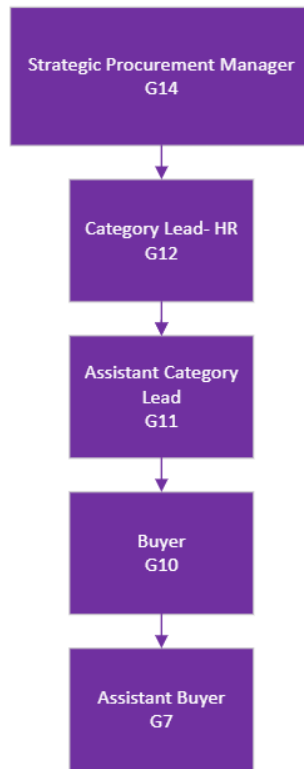 Strategic Procurement Manager
G14
Category Lead- HR
G12
Assistant Category
Lead
G11
Buyer
G10
Assistant Buyer
G7